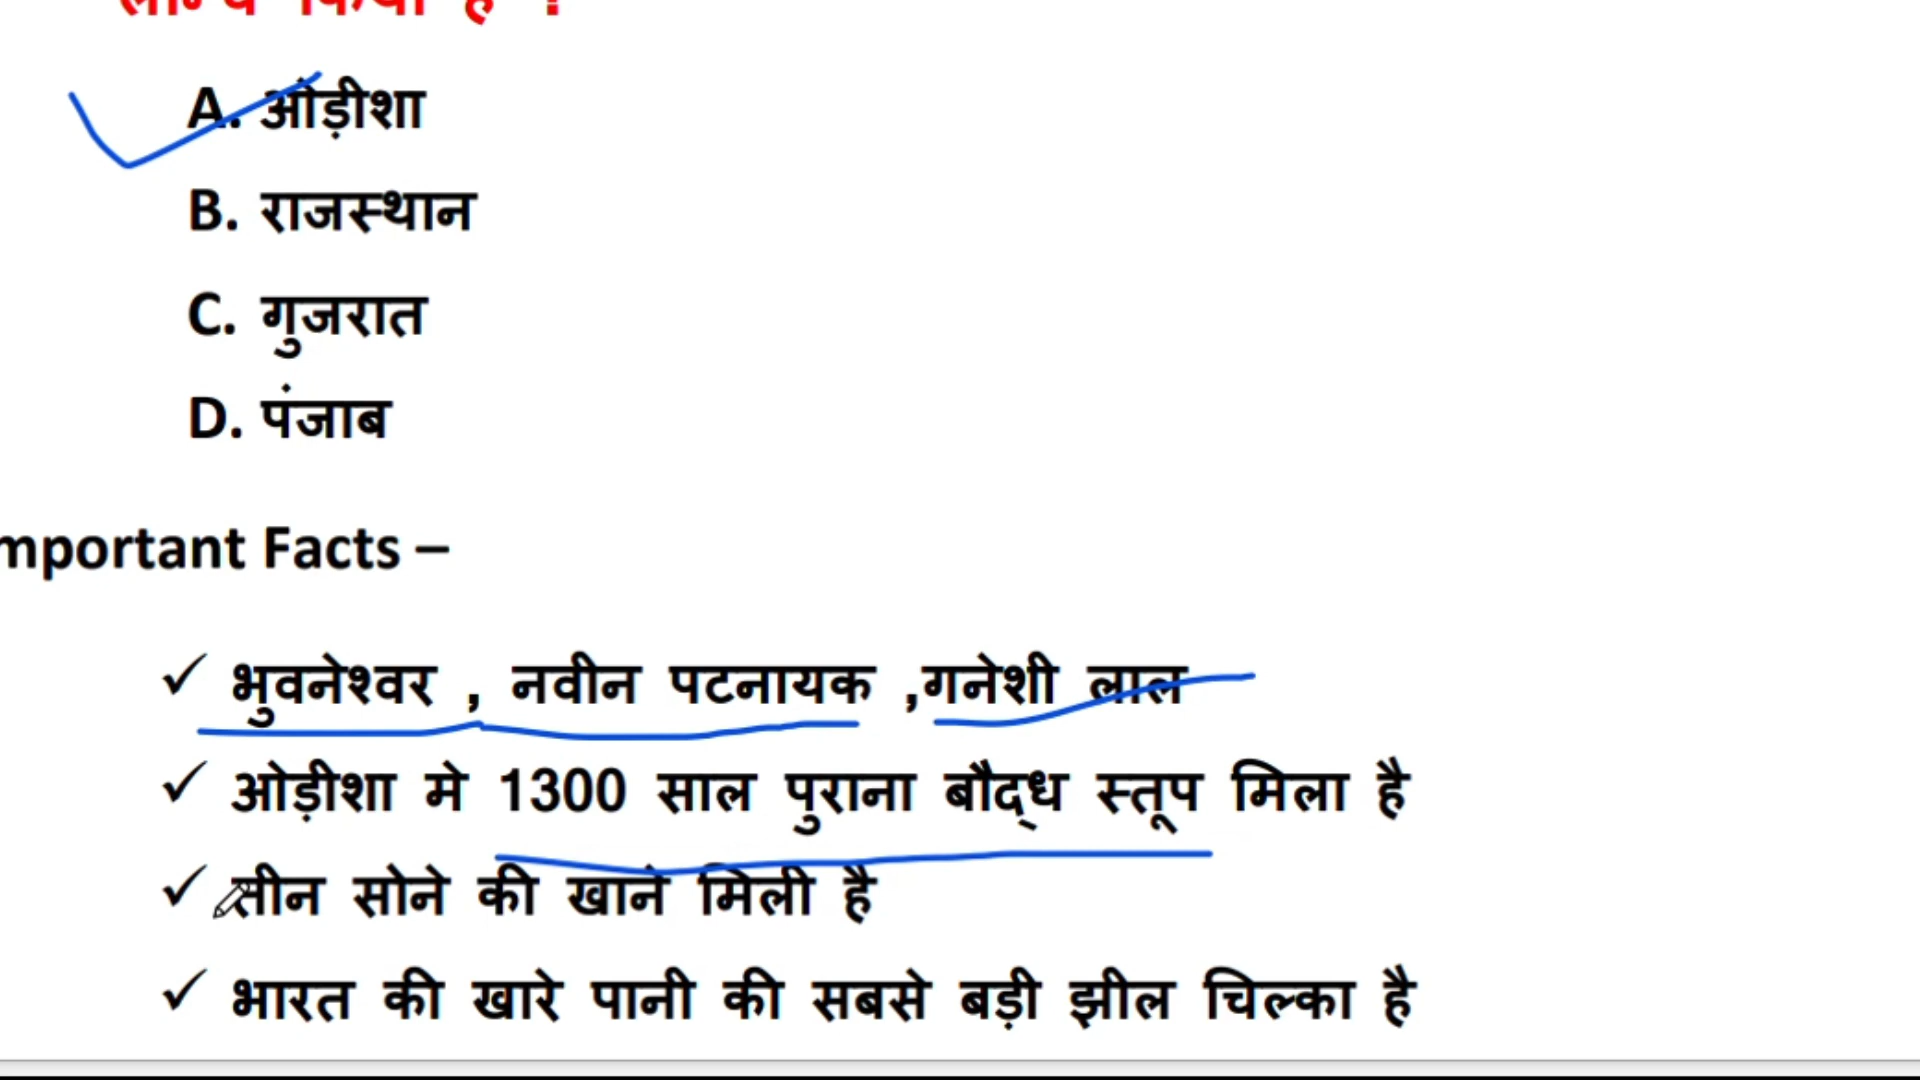 है ?
A. ओड़ीशा
B. राजस्थान
C. गुजरात
D. पंजाब
mportant Facts –
✓ भुवनेश्वर , नवीन पटनायक ,गनेशी लाल
✓ ओड़ीशा मे 1300 साल पुराना बौद्ध स्तूप मिला है
✓ तीन सोने की खाने मिली है
✓ भारत की खारे पानी की सबसे बड़ी झील चिल्का है